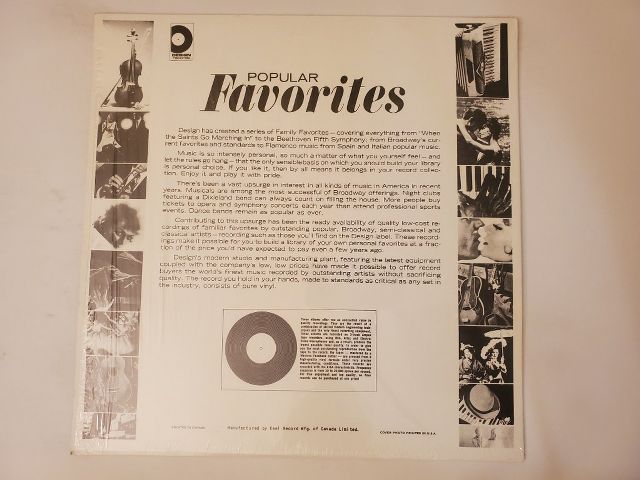 DESIGN
RECORDS
POPULAR
Favorites
Design has created a series of Family Favorites — covering everything from "When
the Saints Go Marching In" to the Beethoven Fifth Symphony; from Broadway's cur-
rent favorites and standards to Flamenco music from Spain and Italian popular music.
Music is so intensely personal, so much a matter of what you yourself feel — and
let the rules go hang — that the only sensible basis on which you should build your library
is personal choice. If you like it, then by all means it belongs in your record collec-
tion. Enjoy it and play it with pride.
There's been a vast upsurge in interest in all kinds of music in America in recent
years. Musicals are among the most successful of Broadway offerings. Night clubs
featuring a Dixieland band can always count on filling the house. More people buy
tickets to opera and symphony concerts each year than attend professional sports
events. Dance bands remain as popular as ever.
Contributing to this upsurge has been the ready availability of quality low-cost re-
cordings of familiar favorites by outstanding popular, Broadway, semi-classical and
classical artists — recording such as those you'll find on the Design label. These record-
ings make it possible for you to build a library of your own personal favorites at a frac-
tion of the price you'd have expected to pay even a few years ago.
Design's modern studio and manufacturing plant, featuring the latest equipment
coupled with the company's low, low prices have made it possible to offer record
buyers the world's finest music recorded by outstanding artists without sacrificing
quality. The record you hold in your hands, made to standards as critical as any set in
the industry, consists of pure vinyl.
Manufactured by Exel Record Mfg. of Canada Limited.
COVER PHOTO PRINTED IN U.S.A.